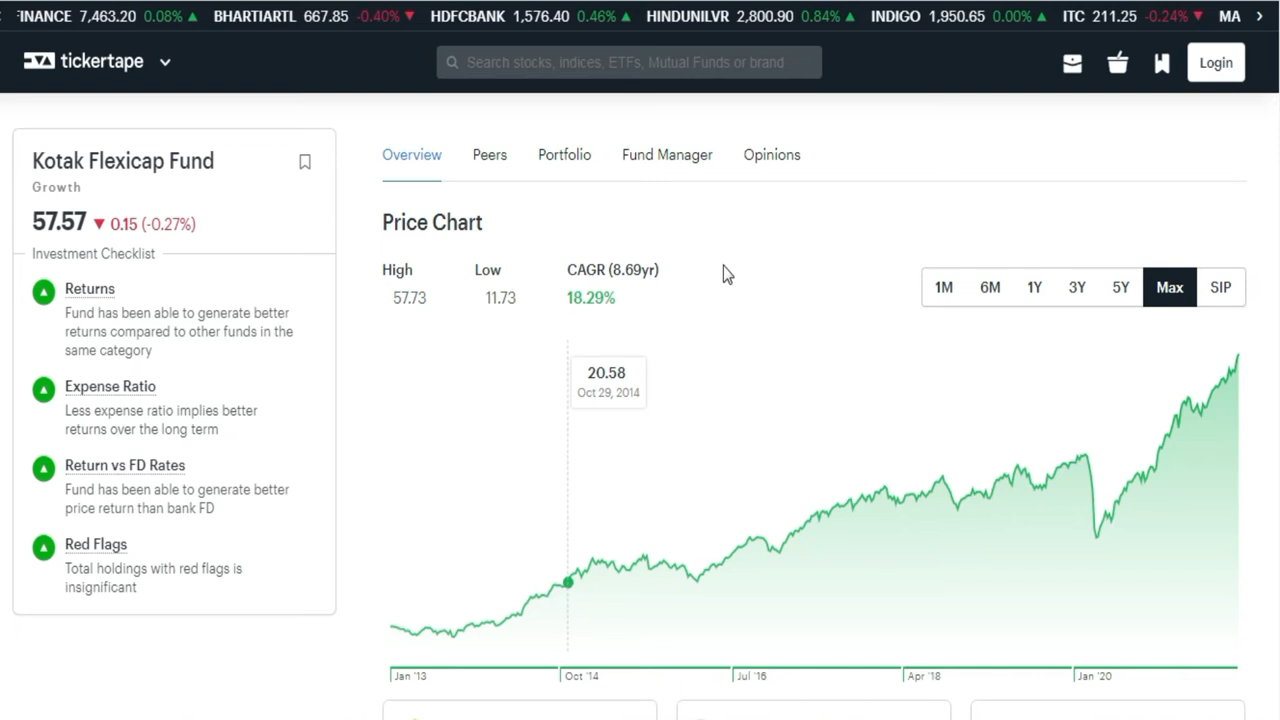 FINANCE 7,463.20 0.08% ▲ BHARTIARTL 667.85 -0.40% ▼ HDFCBANK 1,576.40 0.46% ▲ HINDUNILVR 2,800.90 0.84% ▲ INDIGO 1,950.65 0.00% ▲ ITC 211.25 -0.24% ▼ MA
tickertape
Search stocks, indices, ETFs, Mutual Funds or brand
Login
Kotak Flexicap Fund
Growth
57.57 ▼ 0.15 (-0.27%)
Investment Checklist
Returns
Fund has been able to generate better
returns compared to other funds in the
same category
Expense Ratio
Less expense ratio implies better
returns over the long term
Return vs FD Rates
Fund has been able to generate better
price return than bank FD
Red Flags
Total holdings with red flags is
insignificant
Overview Peers Portfolio Fund Manager Opinions
Price Chart
High Low CAGR (8.69yr)
57.73 11.73 18.29%
1M 6M 1Y 3Y 5Y Max SIP
20.58
Oct 29, 2014
Jan '13 Oct '14 Jul '16 Apr '18 Jan '20